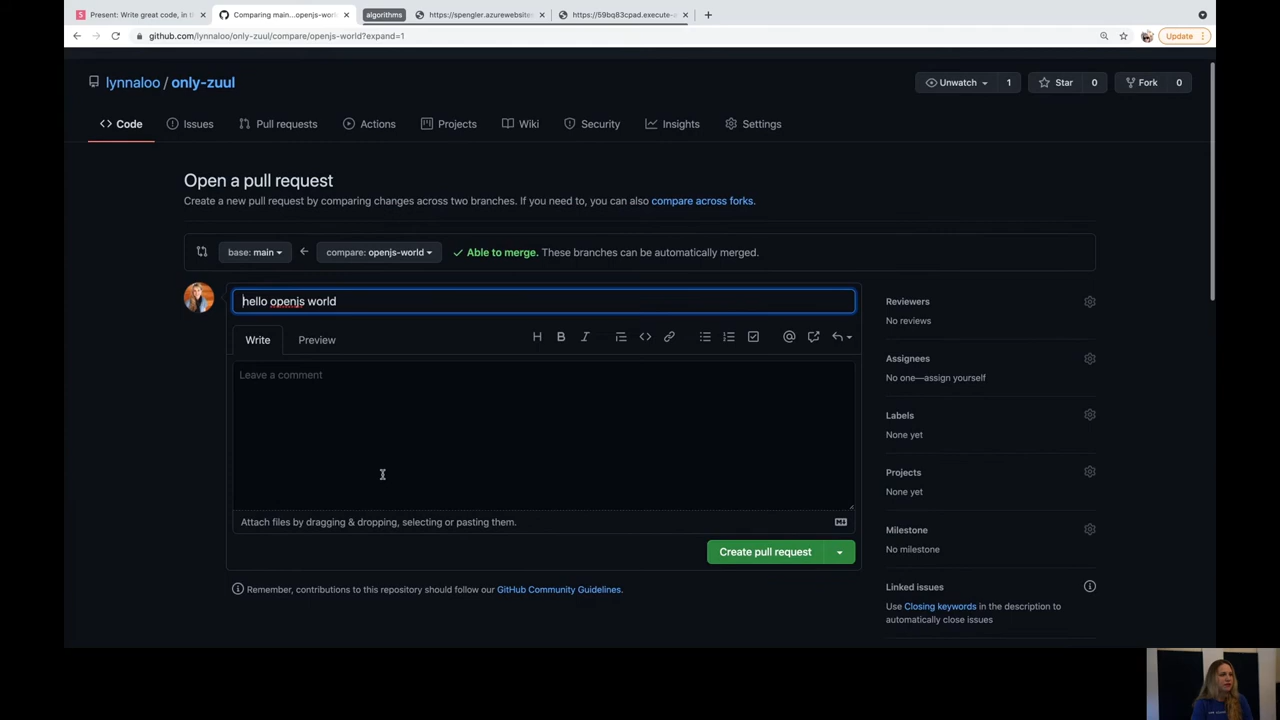 Present: Write great code, in t
Comparing main...openjs-world
algorithms
https://spengler.azurewebsites
https://59bq83cpad.execute-a
github.com/lynnaloo/only-zuul/compare/openjs-world?expand=1
Update
lynnaloo / only-zuul
Unwatch 1
Star 0
Fork 0
Code
Issues
Pull requests
Actions
Projects
Wiki
Security
Insights
Settings
Open a pull request
Create a new pull request by comparing changes across two branches. If you need to, you can also compare across forks.
base: main
compare: openjs-world
Able to merge. These branches can be automatically merged.
hello openjs world
Write
Preview
Leave a comment
Attach files by dragging & dropping, selecting or pasting them.
Create pull request
Remember, contributions to this repository should follow our GitHub Community Guidelines.
Reviewers
No reviews
Assignees
No one—assign yourself
Labels
None yet
Projects
None yet
Milestone
No milestone
Linked issues
Use Closing keywords in the description to
automatically close issues